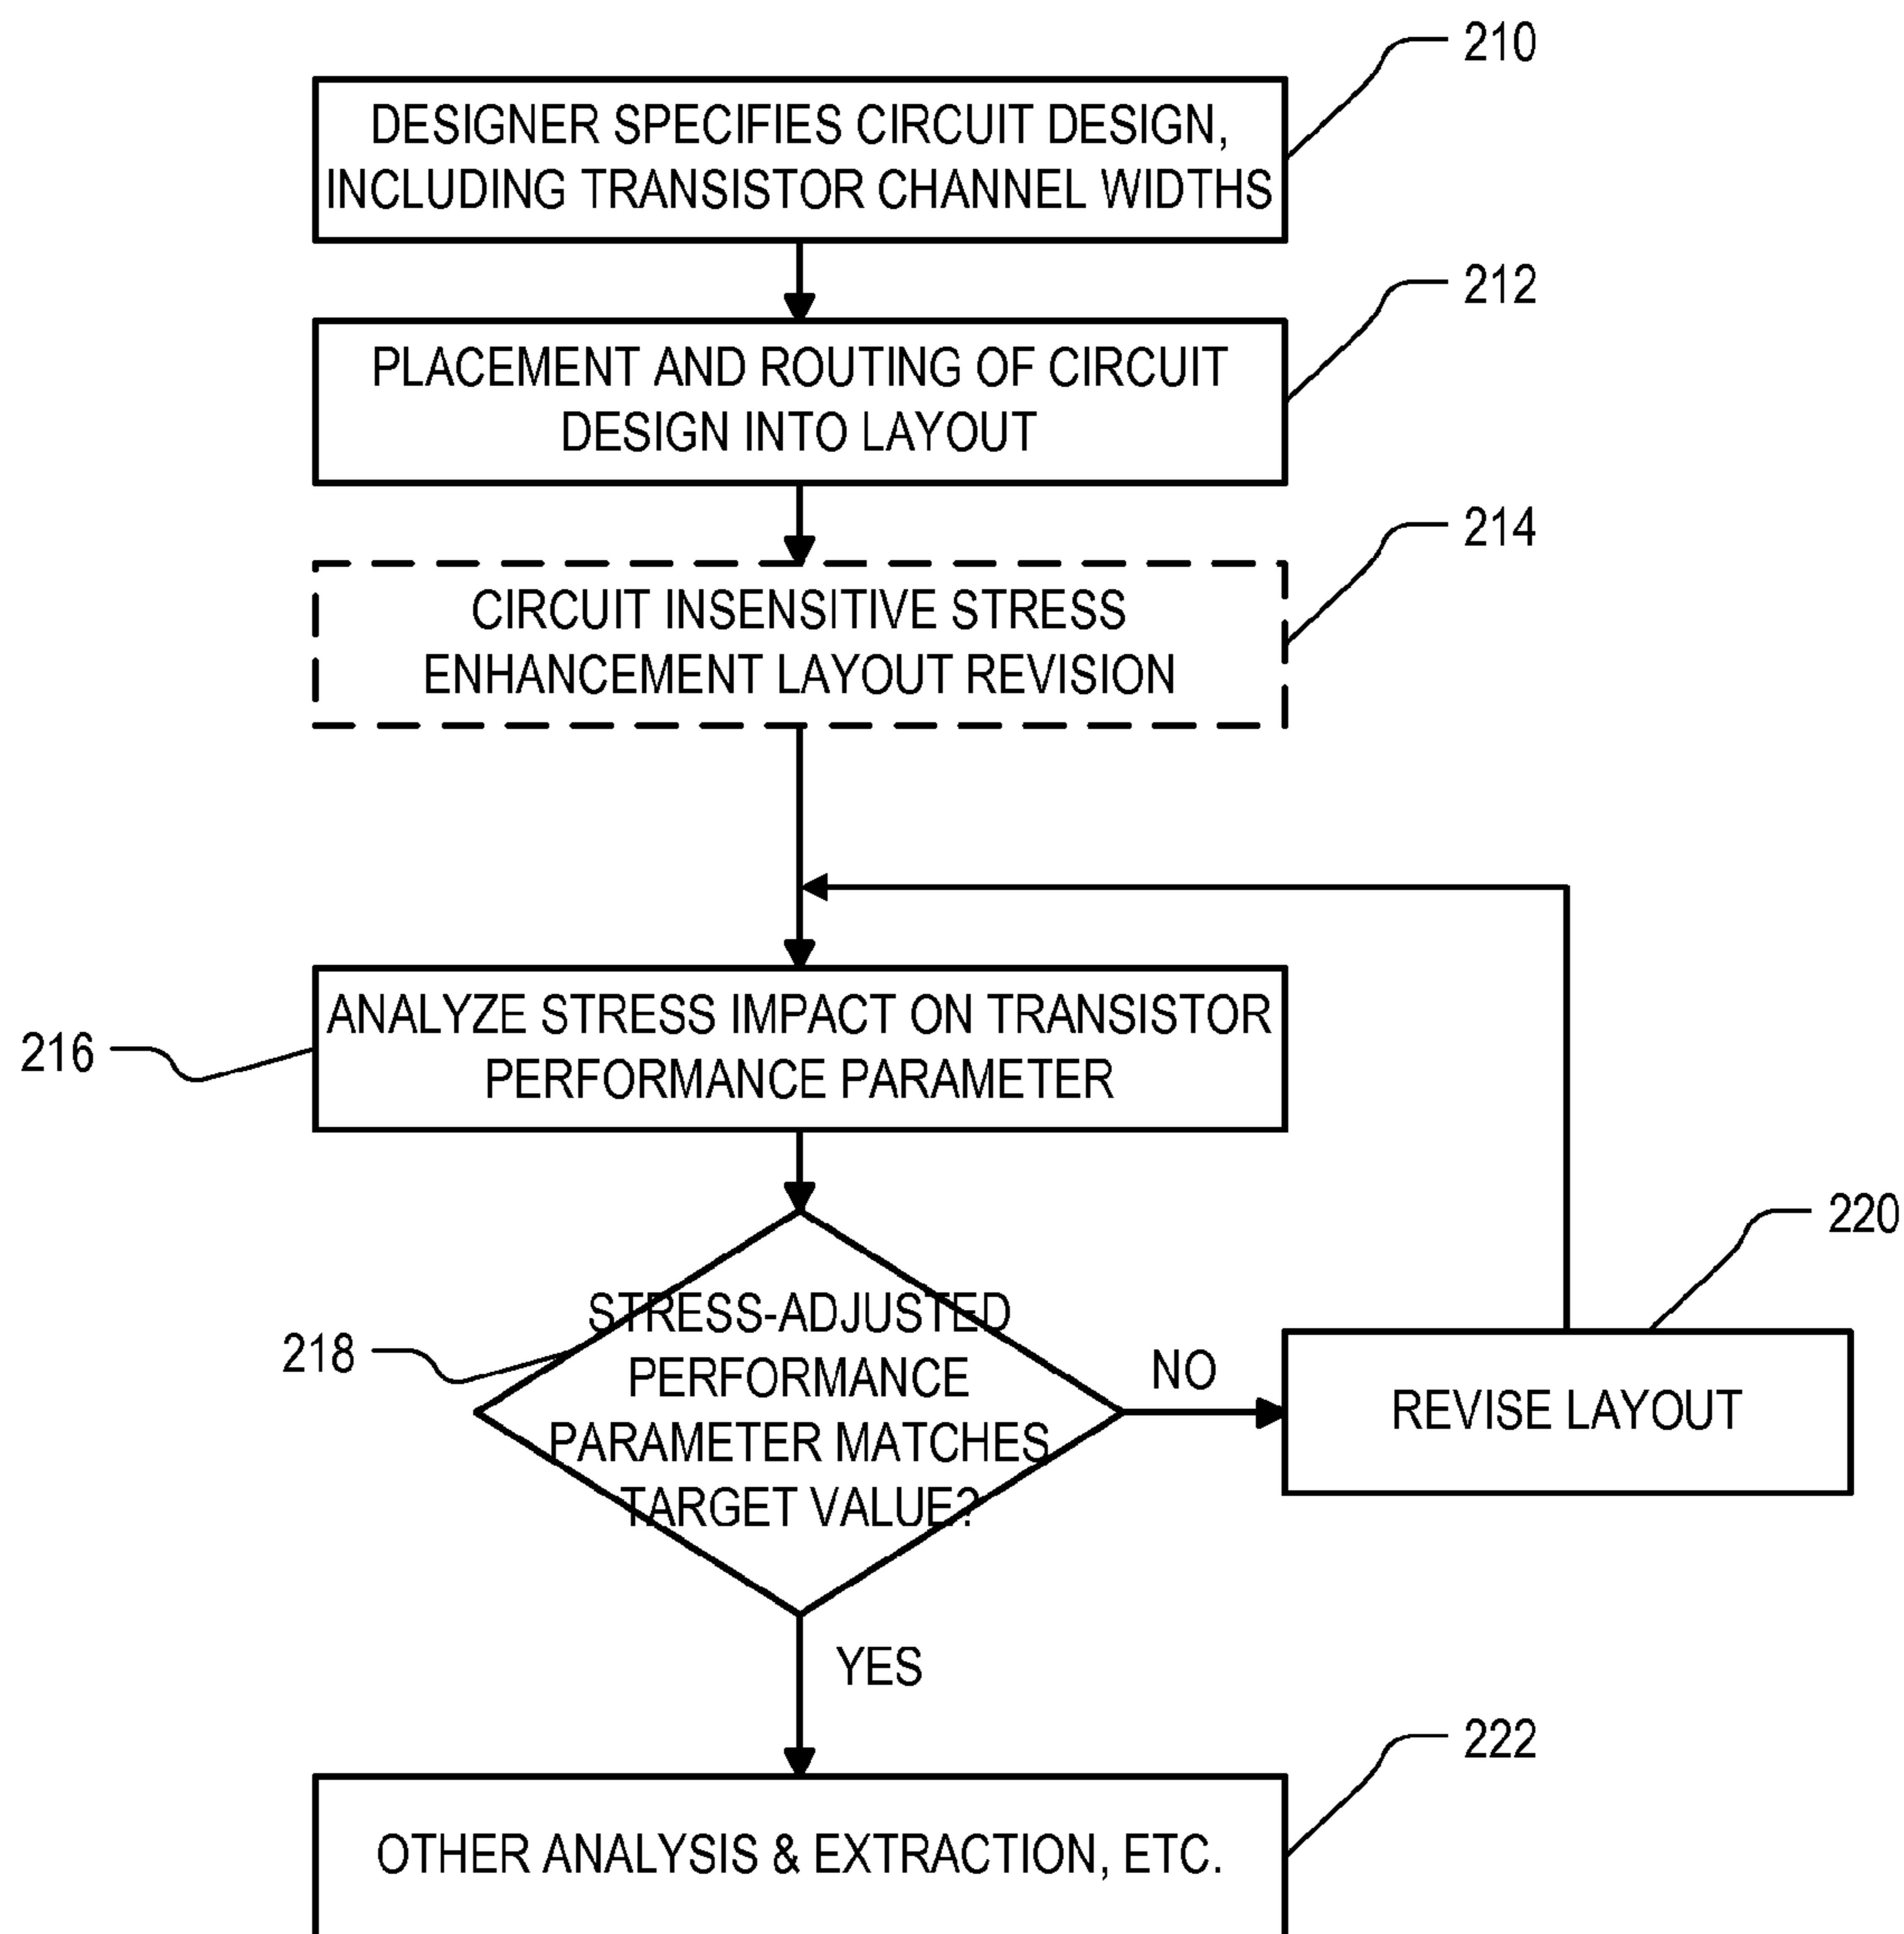 210
DESIGNER SPECIFIES CIRCUIT DESIGN,
INCLUDING TRANSISTOR CHANNEL WIDTHS
212
PLACEMENT AND ROUTING OF CIRCUIT
DESIGN INTO LAYOUT
214
CIRCUIT INSENSITIVE STRESS
ENHANCEMENT LAYOUT REVISION
216
ANALYZE STRESS IMPACT ON TRANSISTOR
PERFORMANCE PARAMETER
218
STRESS-ADJUSTED
PERFORMANCE
PARAMETER MATCHES
TARGET VALUE?
NO
220
REVISE LAYOUT
YES
222
OTHER ANALYSIS & EXTRACTION, ETC.